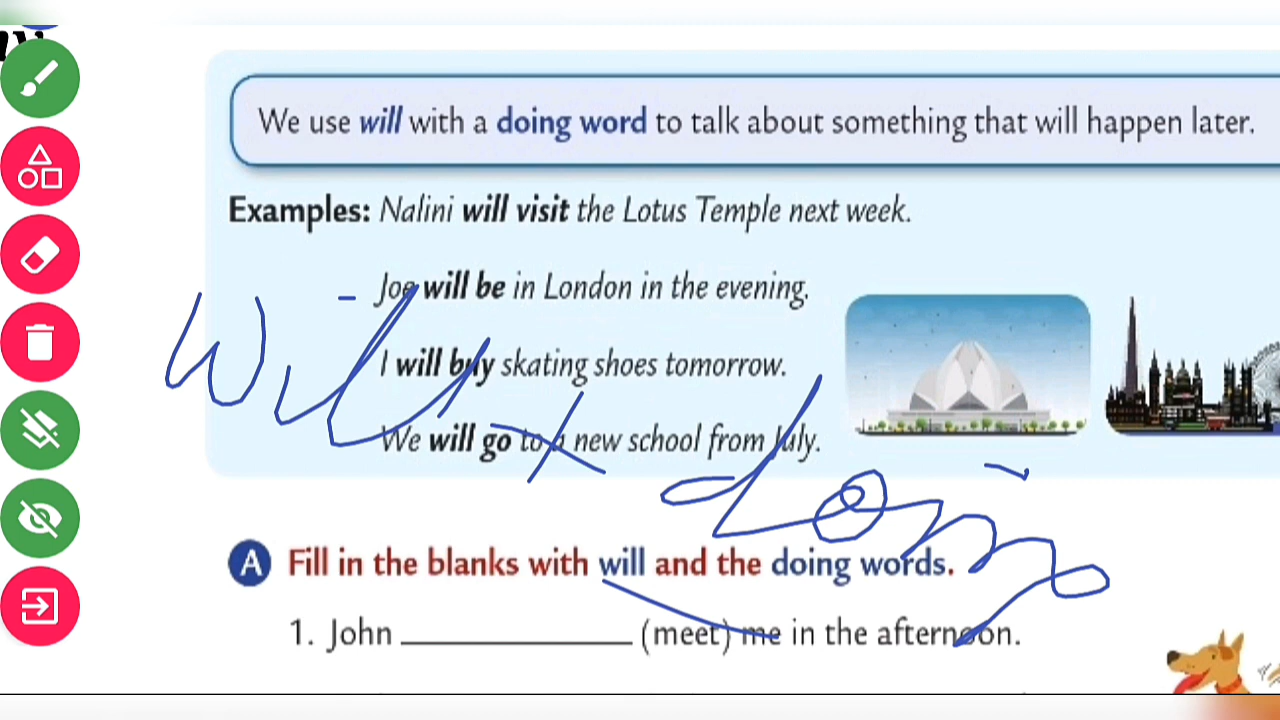 We use will with a doing word to talk about something that will happen later.
Examples: Nalini will visit the Lotus Temple next week.
Joe will be in London in the evening.
I will buy skating shoes tomorrow.
We will go to a new school from July.
Will + doing
A Fill in the blanks with will and the doing words.
1. John ____________ (meet) me in the afternoon.